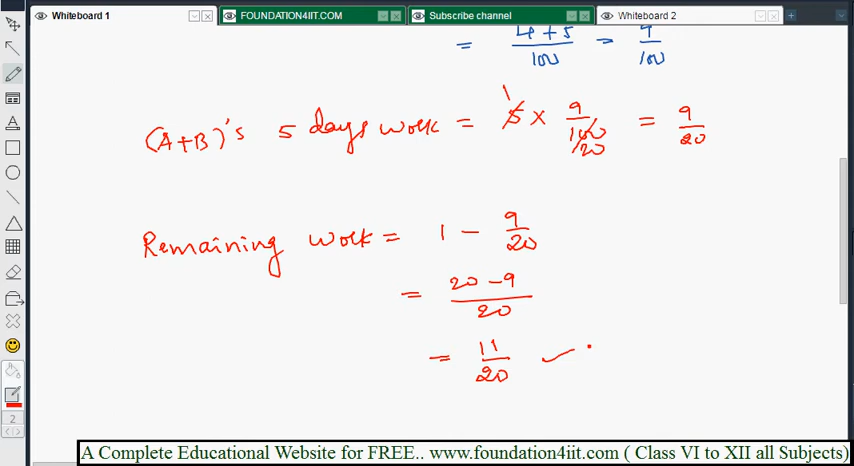 Whiteboard 1
FOUNDATION4IIT.COM
Subscribe channel
Whiteboard 2
= 4 + 5 / 100 = 9 / 100
(A+B)'s 5 days work = 5 1 × 9 / 100 20 = 9 / 20
Remaining work = 1 - 9 / 20
= 20 - 9 / 20
= 11 / 20
2
A Complete Educational Website for FREE.. www.foundation4iit.com ( Class VI to XII all Subjects)